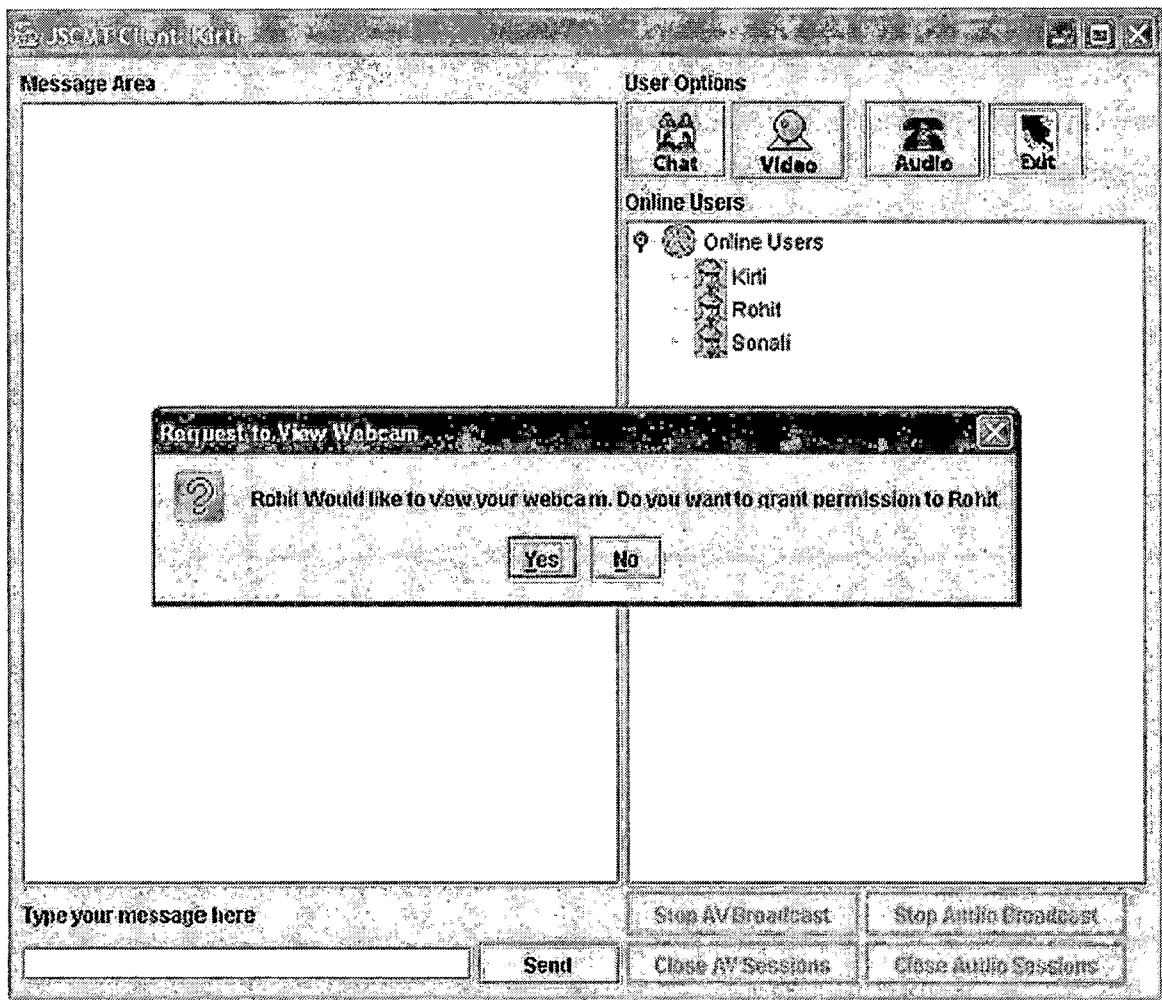 JSCMT Client: Kirti
Message Area
User Options
Chat Video Audio Exit
Online Users
Online Users
Kirti
Rohit
Sonali
Request to View Webcam
Rohit Would like to view your webcam. Do you want to grant permission to Rohit
Yes No
Type your message here
Stop AV Broadcast Stop Audio Broadcast
Send Close AV Sessions Close Audio Sessions